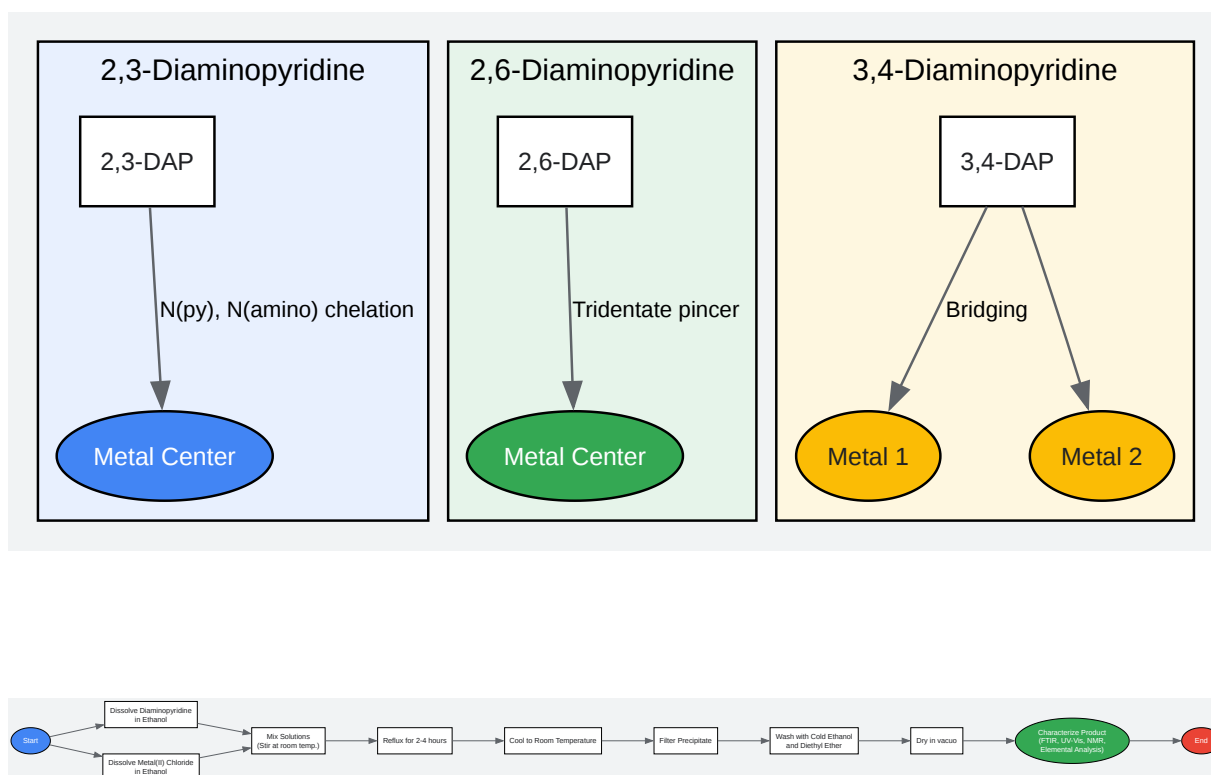 2,3-Diaminopyridine
2,6-Diaminopyridine
3,4-Diaminopyridine
2,3-DAP
2,6-DAP
3,4-DAP
N(py), N(amino) chelation
Tridentate pincer
Bridging
Metal Center
Metal Center
Metal 1
Metal 2
Start
Dissolve Diaminopyridine
in Ethanol
Dissolve Metal(II) Chloride
in Ethanol
Mix Solutions
(Stir at room temp.)
Reflux for 2-4 hours
Cool to Room Temperature
Filter Precipitate
Wash with Cold Ethanol
and Diethyl Ether
Dry in vacuo
Characterize Product
(FTIR, UV-Vis, NMR,
Elemental Analysis)
End